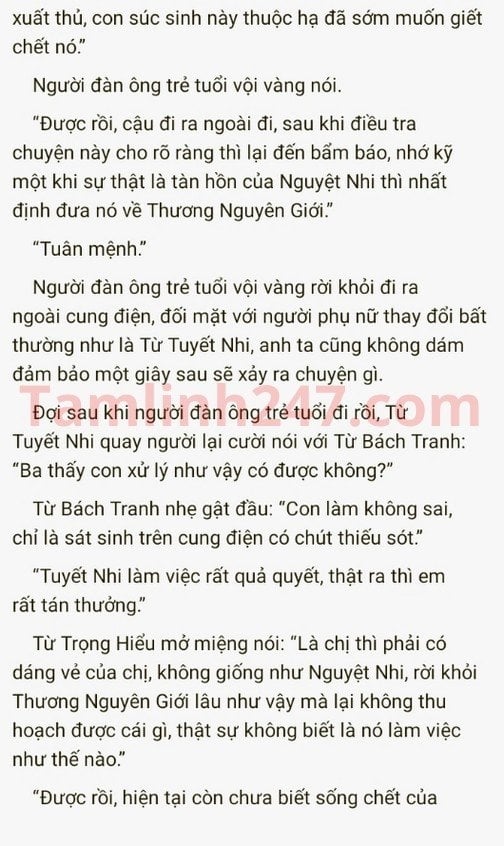 xuất thủ, con súc sinh này thuộc hạ đã sớm muốn giết
chết nó.”
Người đàn ông trẻ tuổi vội vàng nói.
“Được rồi, cậu đi ra ngoài đi, sau khi điều tra
chuyện này cho rõ ràng thì lại đến bẩm báo, nhớ kỹ
một khi sự thật là tàn hồn của Nguyệt Nhi thì nhất
định đưa nó về Thương Nguyên Giới.”
“Tuân mệnh.”
Người đàn ông trẻ tuổi vội vàng rời khỏi đi ra
ngoài cung điện, đối mặt với người phụ nữ thay đổi bất
thường như là Từ Tuyết Nhi, anh ta cũng không dám
đảm bảo một giây sau sẽ xảy ra chuyện gì.
Tamlinh247.com
Đợi sau khi người đàn ông trẻ tuổi đi rồi, Từ
Tuyết Nhi quay người lại cười nói với Từ Bách Tranh:
“Ba thấy con xử lý như vậy có được không?”
Từ Bách Tranh nhẹ gật đầu: “Con làm không sai,
chỉ là sát sinh trên cung điện có chút thiếu sót.”
“Tuyết Nhi làm việc rất quả quyết, thật ra thì em
rất tán thưởng.”
Từ Trọng Hiểu mở miệng nói: “Là chị thì phải có
dáng vẻ của chị, không giống như Nguyệt Nhi, rời khỏi
Thương Nguyên Giới lâu như vậy mà lại không thu
hoạch được cái gì, thật sự không biết là nó làm việc
như thế nào.”
“Được rồi, hiện tại còn chưa biết sống chết của